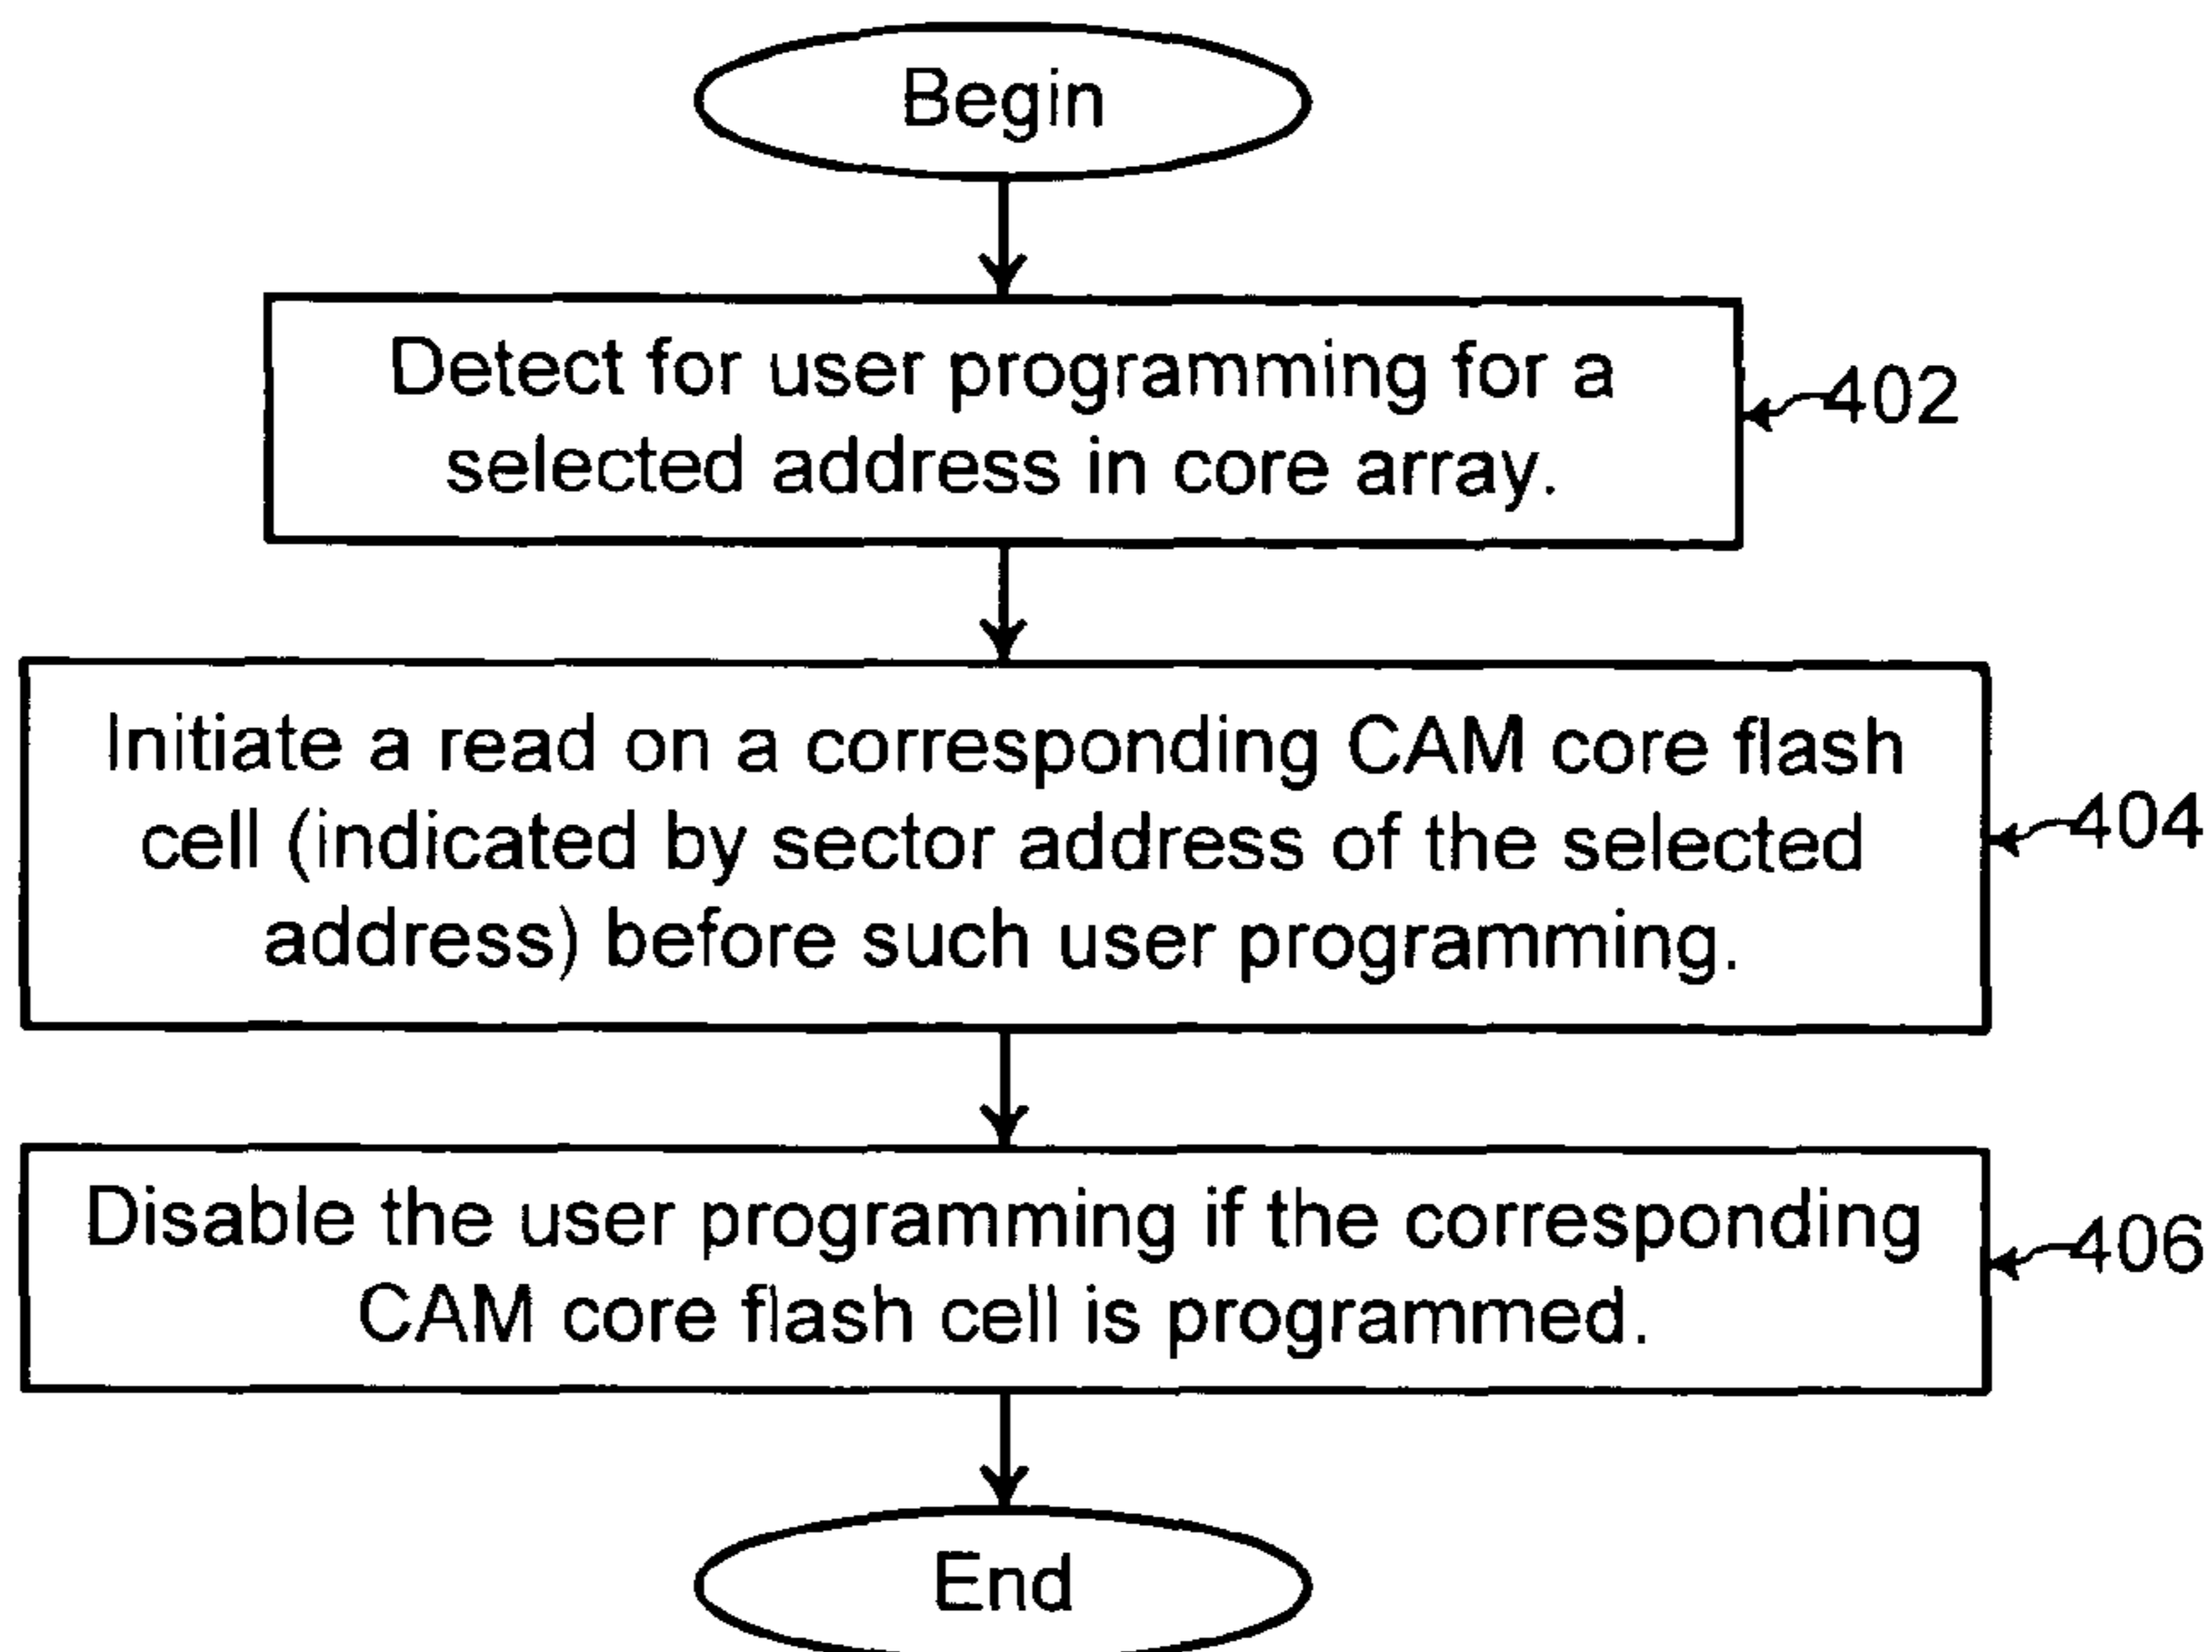 Begin
Detect for user programming for a
selected address in core array.
402
Initiate a read on a corresponding CAM core flash
cell (indicated by sector address of the selected
address) before such user programming.
404
Disable the user programming if the corresponding
CAM core flash cell is programmed.
406
End